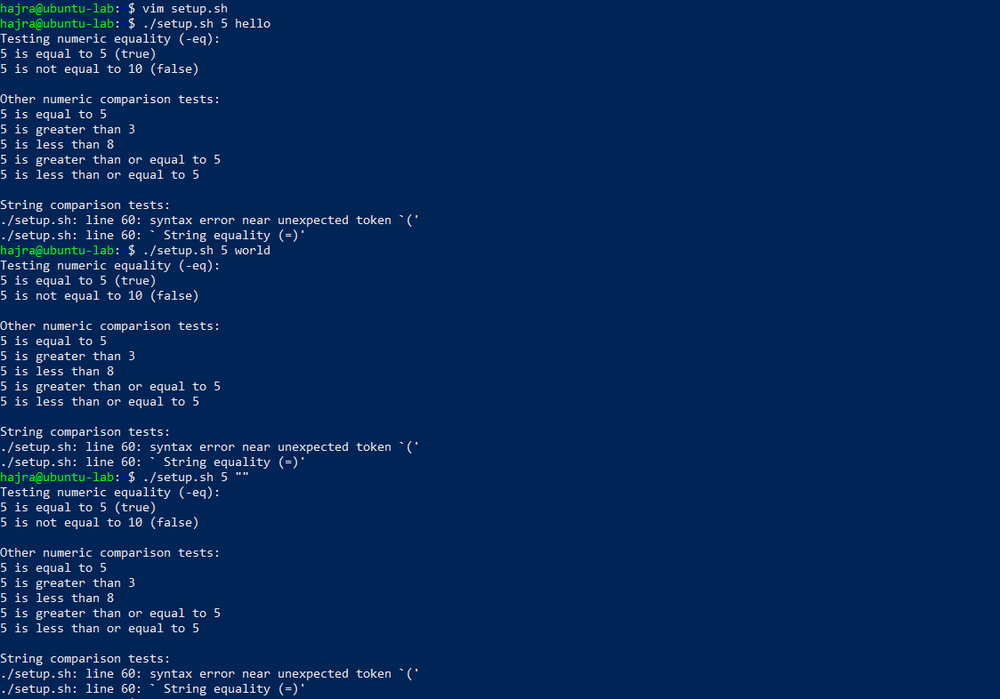 hajra@ubuntu-lab: $ vim setup.sh
hajra@ubuntu-lab: $ ./setup.sh 5 hello
Testing numeric equality (-eq):
5 is equal to 5 (true)
5 is not equal to 10 (false)

Other numeric comparison tests:
5 is equal to 5
5 is greater than 3
5 is less than 8
5 is greater than or equal to 5
5 is less than or equal to 5

String comparison tests:
./setup.sh: line 60: syntax error near unexpected token `('
./setup.sh: line 60: ` String equality (=)'
hajra@ubuntu-lab: $ ./setup.sh 5 world
Testing numeric equality (-eq):
5 is equal to 5 (true)
5 is not equal to 10 (false)

Other numeric comparison tests:
5 is equal to 5
5 is greater than 3
5 is less than 8
5 is greater than or equal to 5
5 is less than or equal to 5

String comparison tests:
./setup.sh: line 60: syntax error near unexpected token `('
./setup.sh: line 60: ` String equality (=)'
hajra@ubuntu-lab: $ ./setup.sh 5 ""
Testing numeric equality (-eq):
5 is equal to 5 (true)
5 is not equal to 10 (false)

Other numeric comparison tests:
5 is equal to 5
5 is greater than 3
5 is less than 8
5 is greater than or equal to 5
5 is less than or equal to 5

String comparison tests:
./setup.sh: line 60: syntax error near unexpected token `('
./setup.sh: line 60: ` String equality (=)'